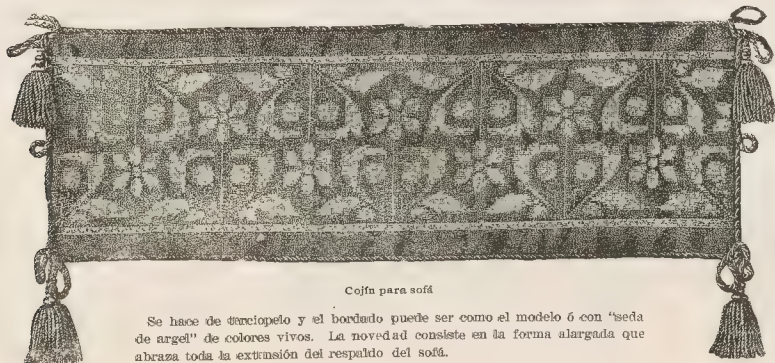 Cojín para sofá
Se hace de terciopelo y el bordado puede ser como el modelo ó con "seda
de argel" de colores vivos. La novedad consiste en la forma alargada que
abraza toda la extensión del respaldo del sofá.